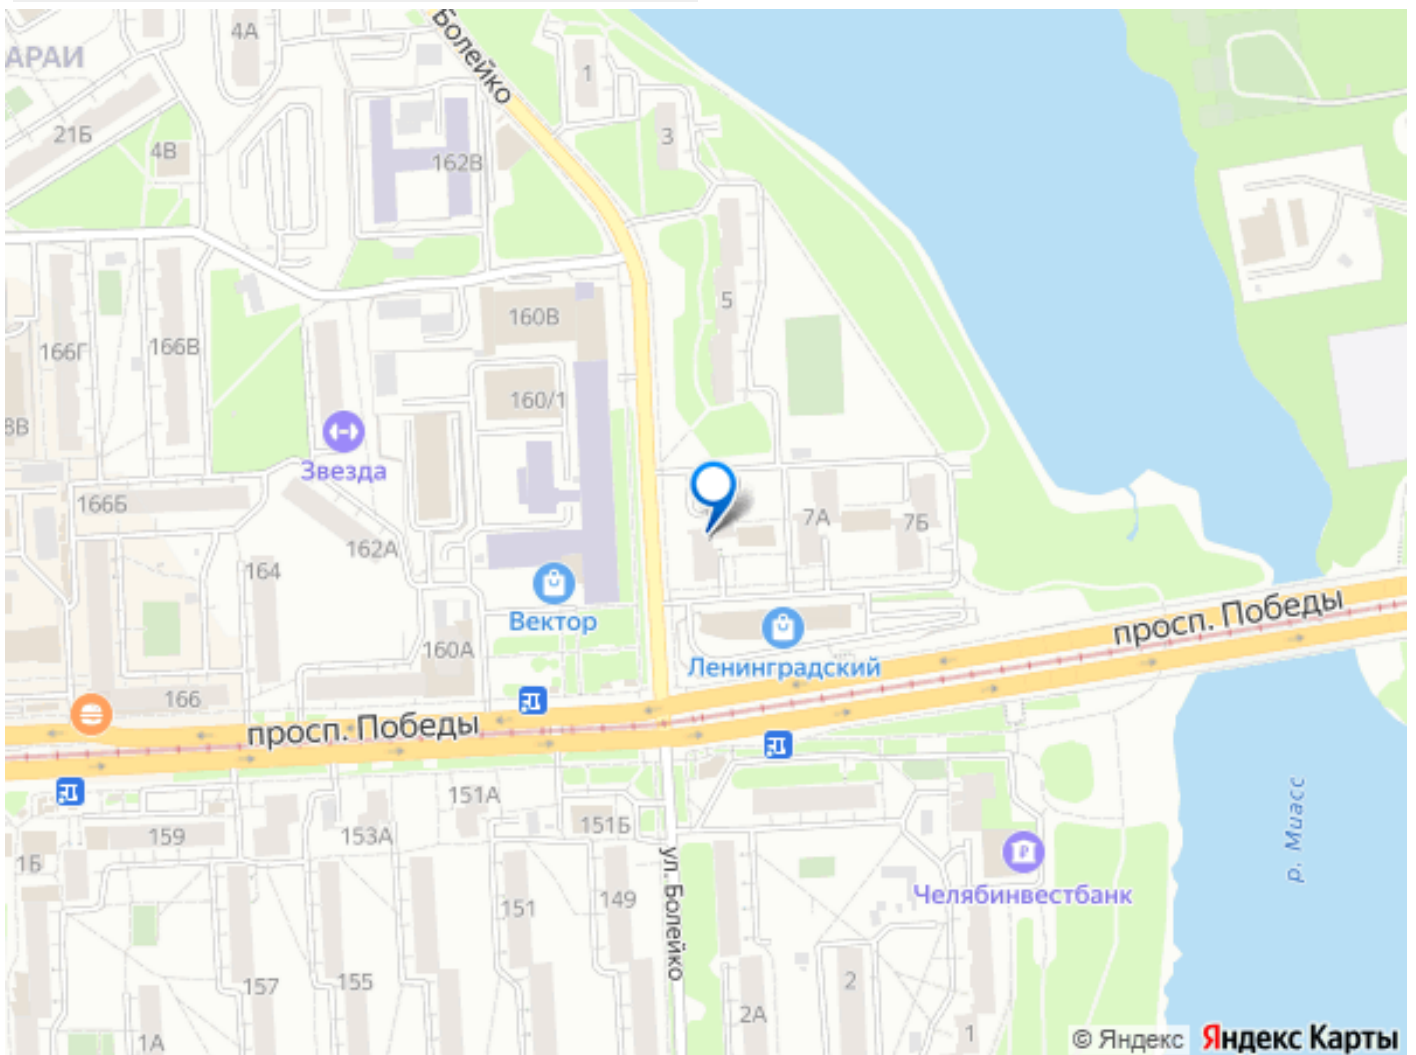 Болейко
4А
АРАИ
1
21Б
4В
162В
3
5
160В
166Г
166В
160/1
8В
Звезда
166Б
162А
7А
7Б
164
Вектор
160А
Ленинградский
просп. Победы
166
просп. Победы
151А
159
153А
151Б
1Б
ул. Болейко
Челябинвестбанк
р. Миасс
151
149
157
155
2
2А
1А
1
© Яндекс Яндекс Карты